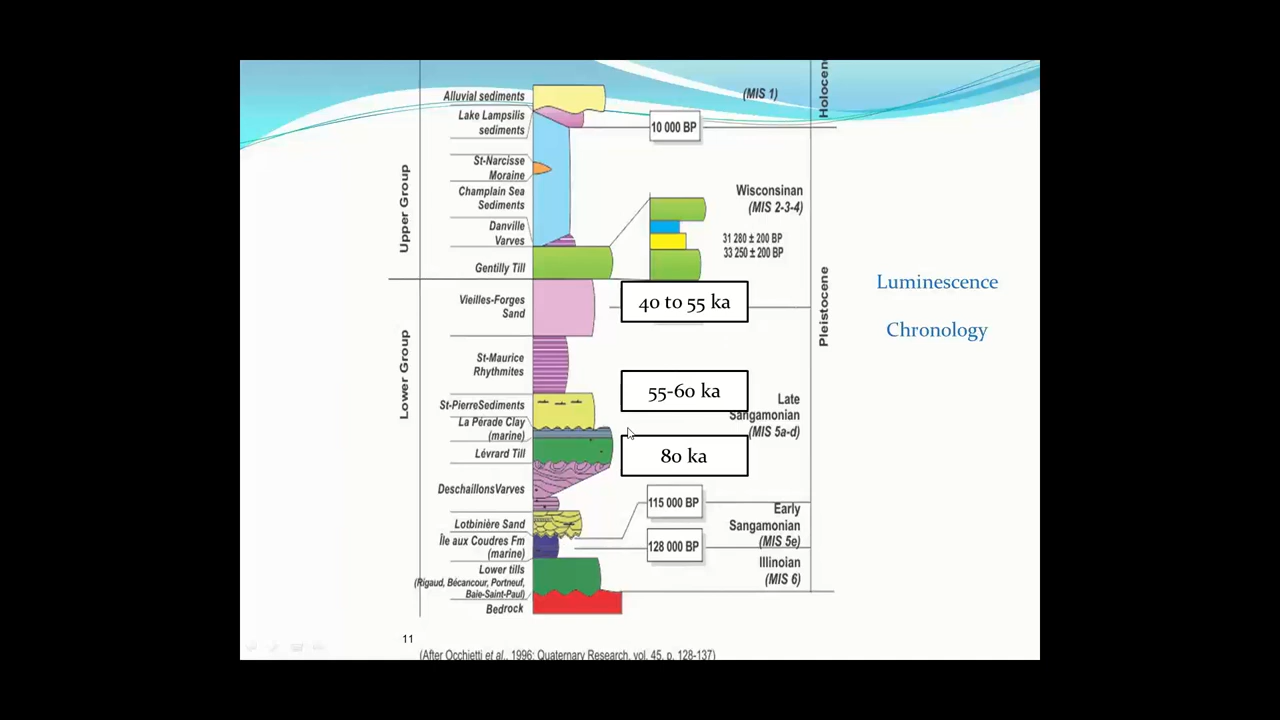 Alluvial sediments
Lake Lampsilis
sediments
St-Narcisse
Moraine
Champlain Sea
Sediments
Danville
Varves
Gentilly Till
Vieilles-Forges
Sand
St-Maurice
Rhythmites
St-PierreSediments
La Pérade Clay
(marine)
Lévrard Till
DeschaillonsVarves
Lotbinière Sand
Île aux Coudres Fm
(marine)
Lower tills
(Rigaud, Bécancour, Portneuf,
Baie-Saint-Paul)
Bedrock
Upper Group
Lower Group
(MIS 1)
10 000 BP
Wisconsinan
(MIS 2-3-4)
31 280 ± 200 BP
33 250 ± 200 BP
40 to 55 ka
55-60 ka
Late
Sangamonian
(MIS 5a-d)
80 ka
115 000 BP
Early
Sangamonian
(MIS 5e)
128 000 BP
Illinoian
(MIS 6)
Holocene
Pleistocene
Luminescence
Chronology
11
(After Occhietti et al., 1996: Quaternary Research, vol. 45, p. 128-137)